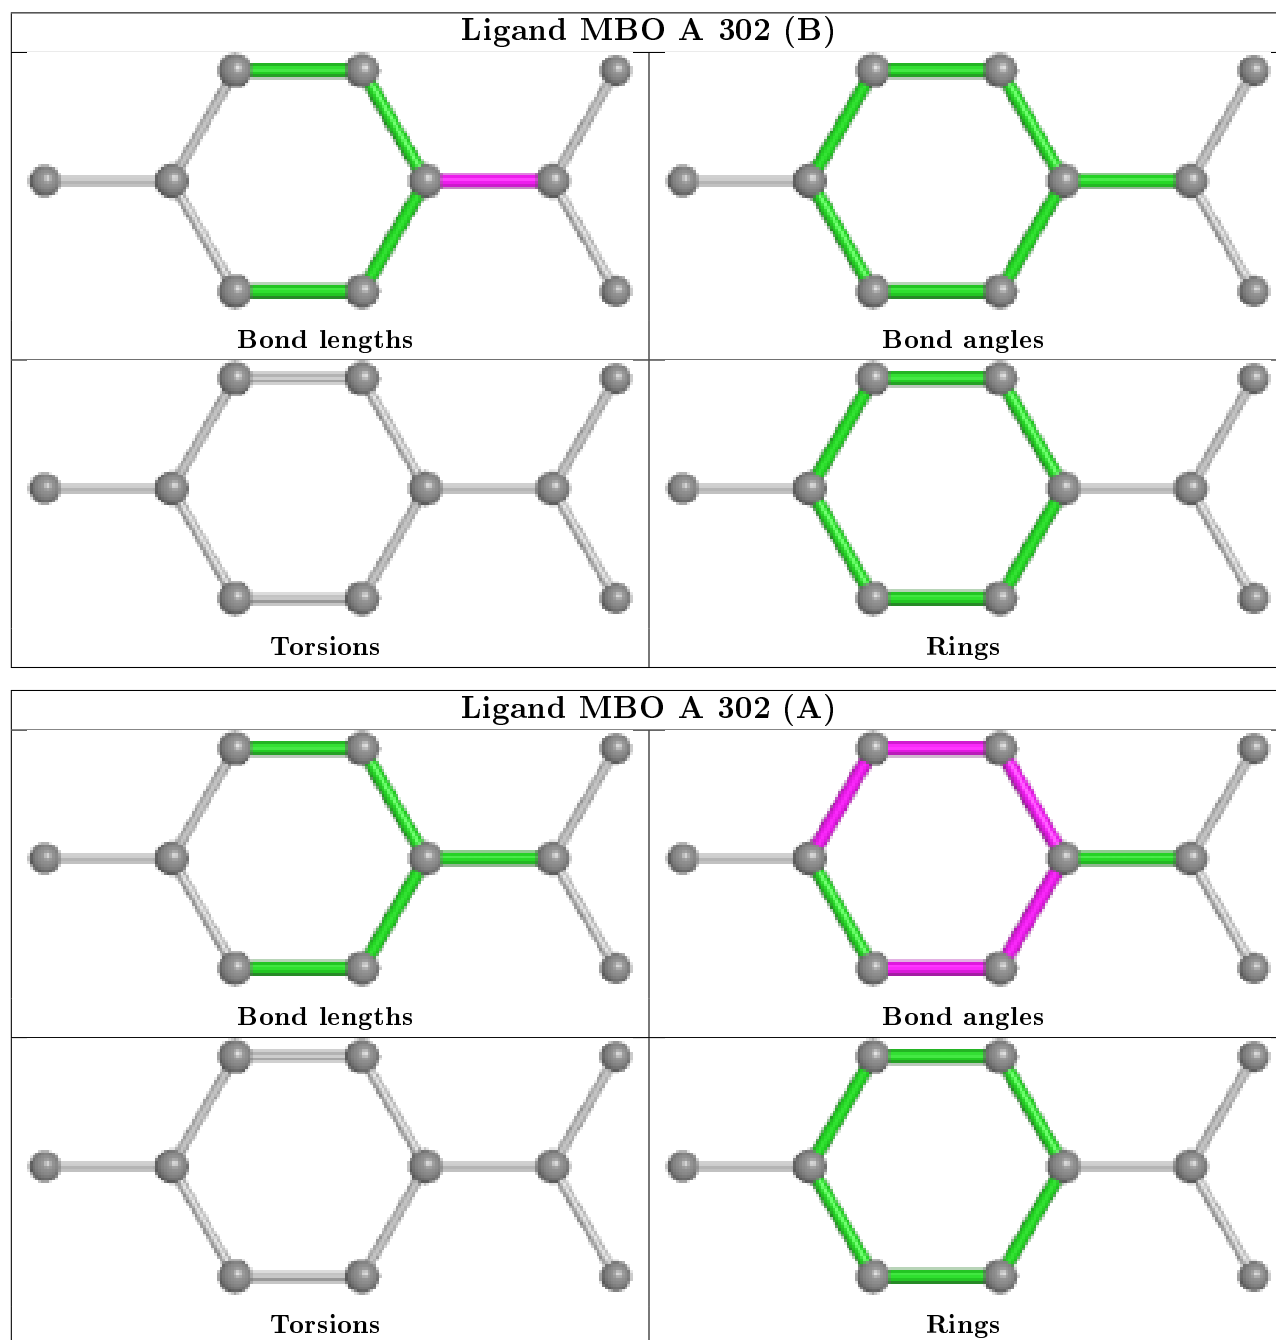 Ligand MBO A 302 (B)
Bond lengths
Bond angles
Torsions
Rings
Ligand MBO A 302 (A)
Bond lengths
Bond angles
Torsions
Rings